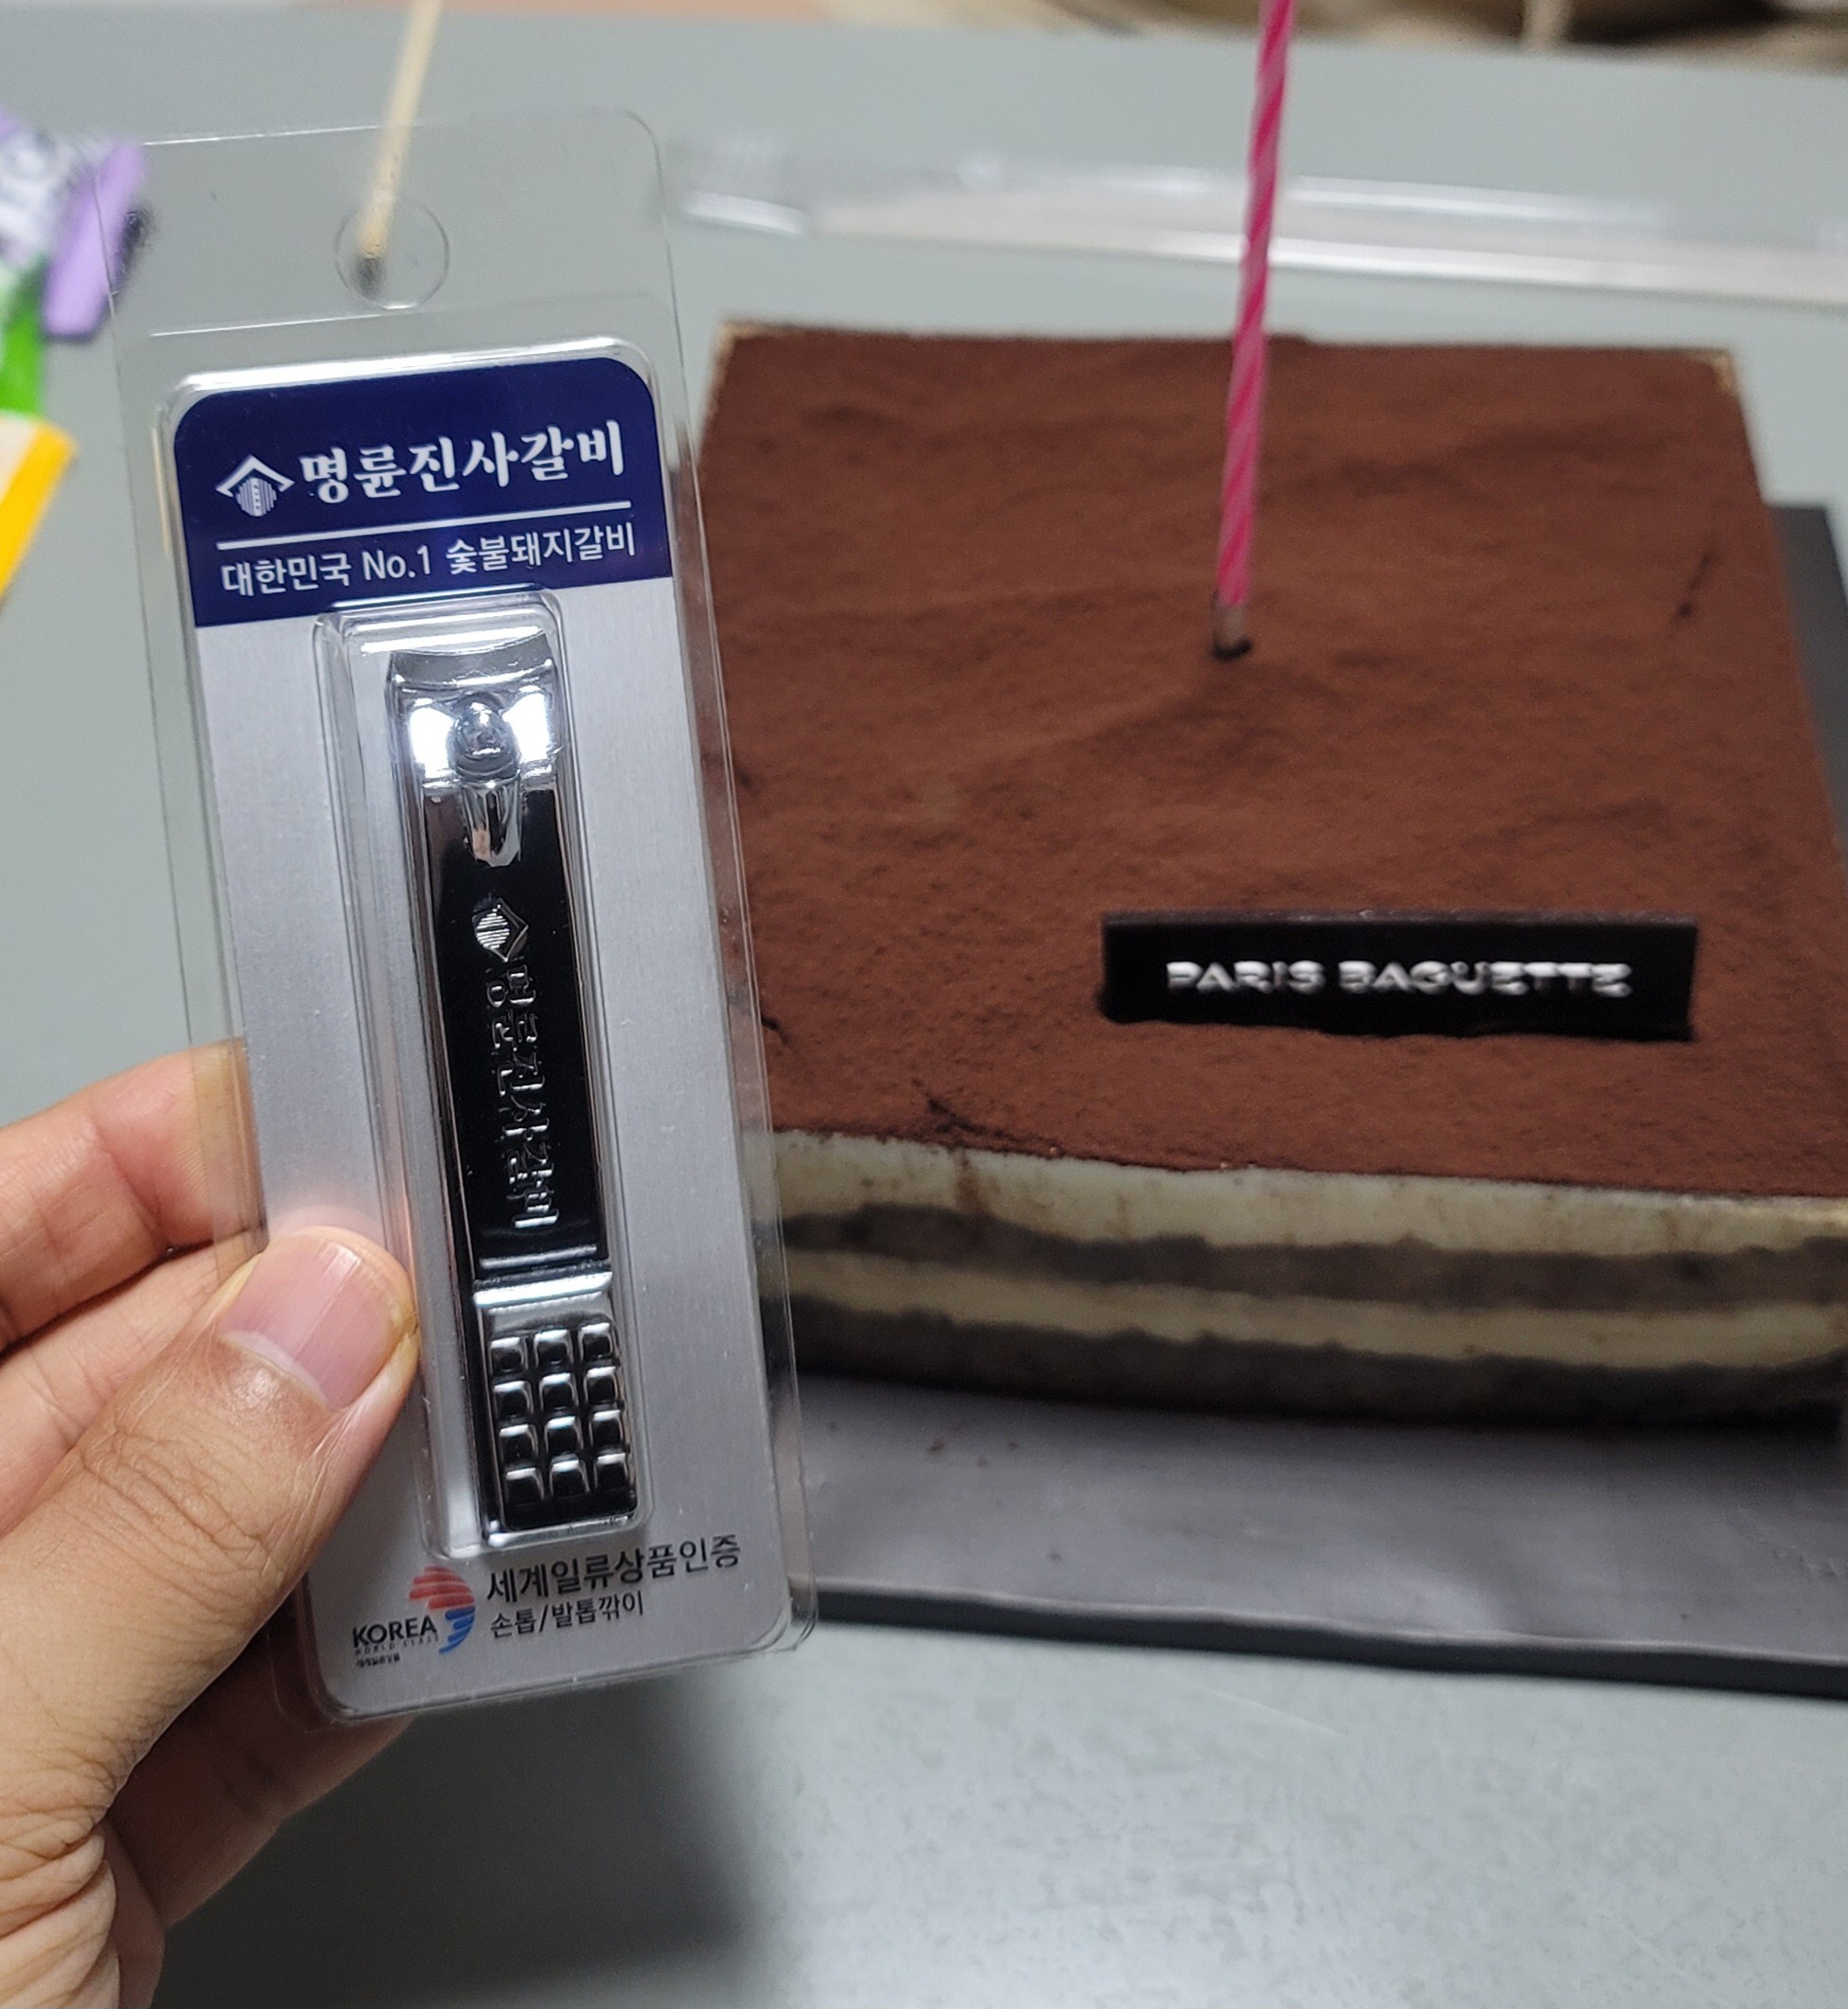 명륜진사갈비
대한민국 No.1 숯불돼지갈비
명륜진사갈비
세계일류상품인증
손톱/발톱깎이
KOREA
WORLD CLASS
PARIS BAGUETTE